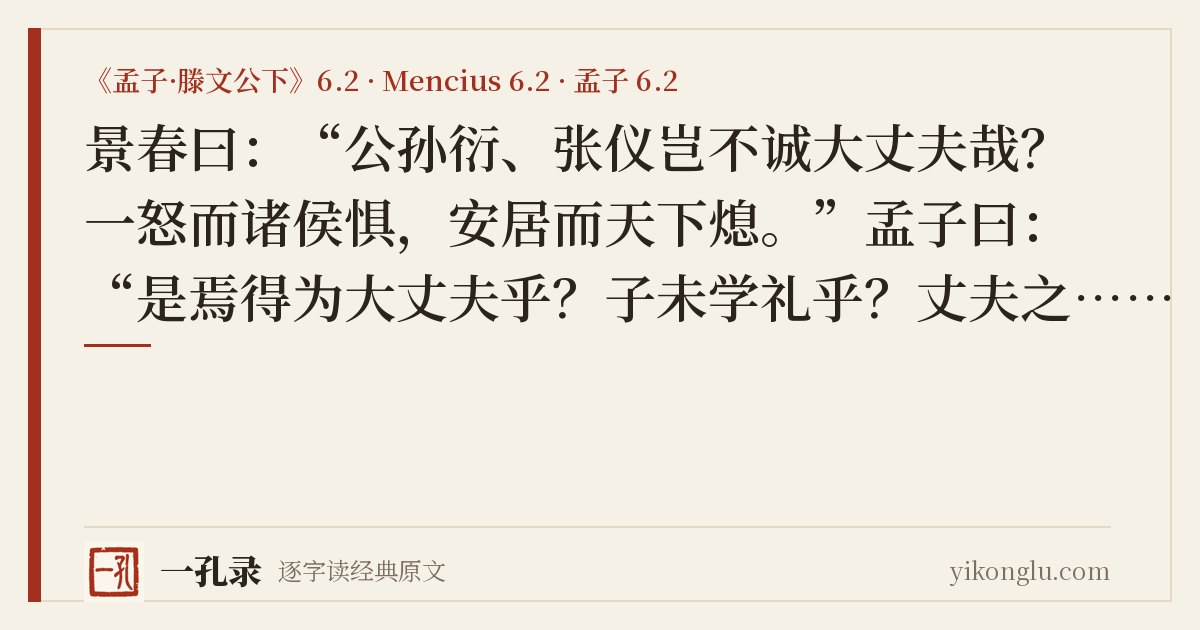 《孟子·滕文公下》6.2 · Mencius 6.2 · 孟子 6.2
景春曰：“公孙衍、张仪岂不诚大丈夫哉？
一怒而诸侯惧，安居而天下熄。”孟子曰：
“是焉得为大丈夫乎？子未学礼乎？丈夫之……
一孔
一孔录 逐字读经典原文
yikonglu.com